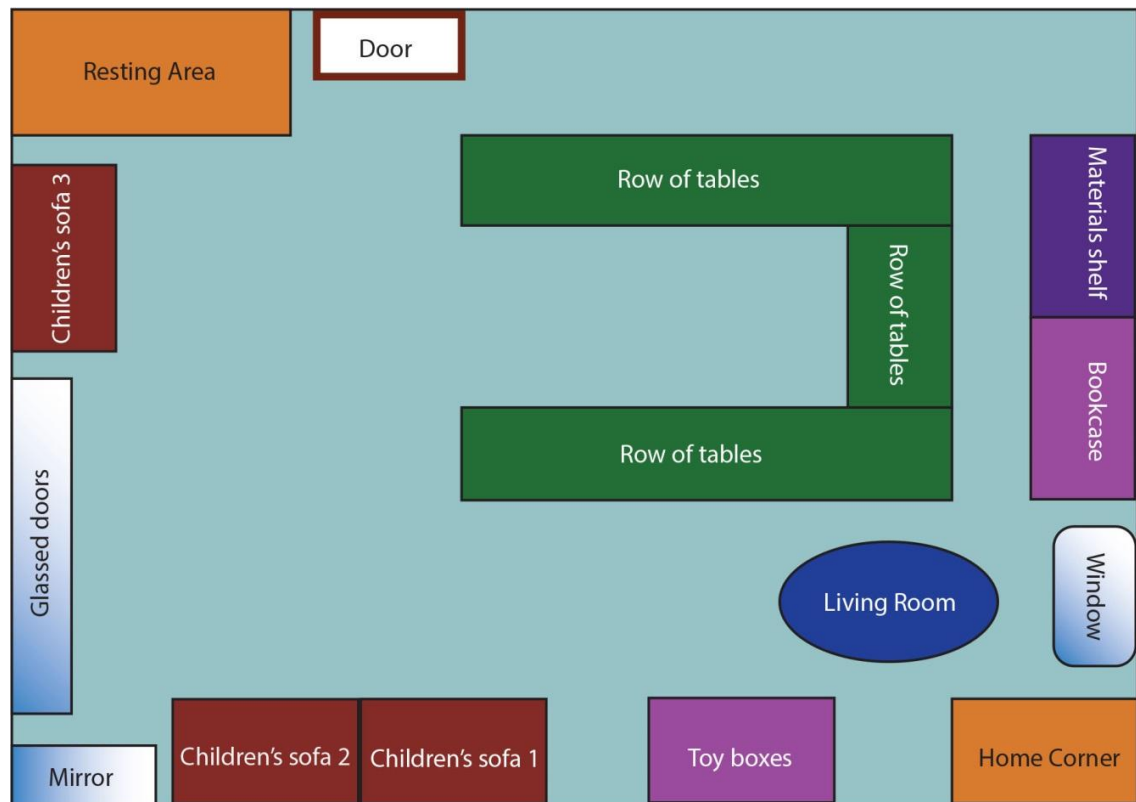 Resting Area
Door
Children's sofa 3
Row of tables
Row of tables
Row of tables
Materials shelf
Bookcase
Glassed doors
Living Room
Window
Mirror
Children's sofa 2
Children's sofa 1
Toy boxes
Home Corner